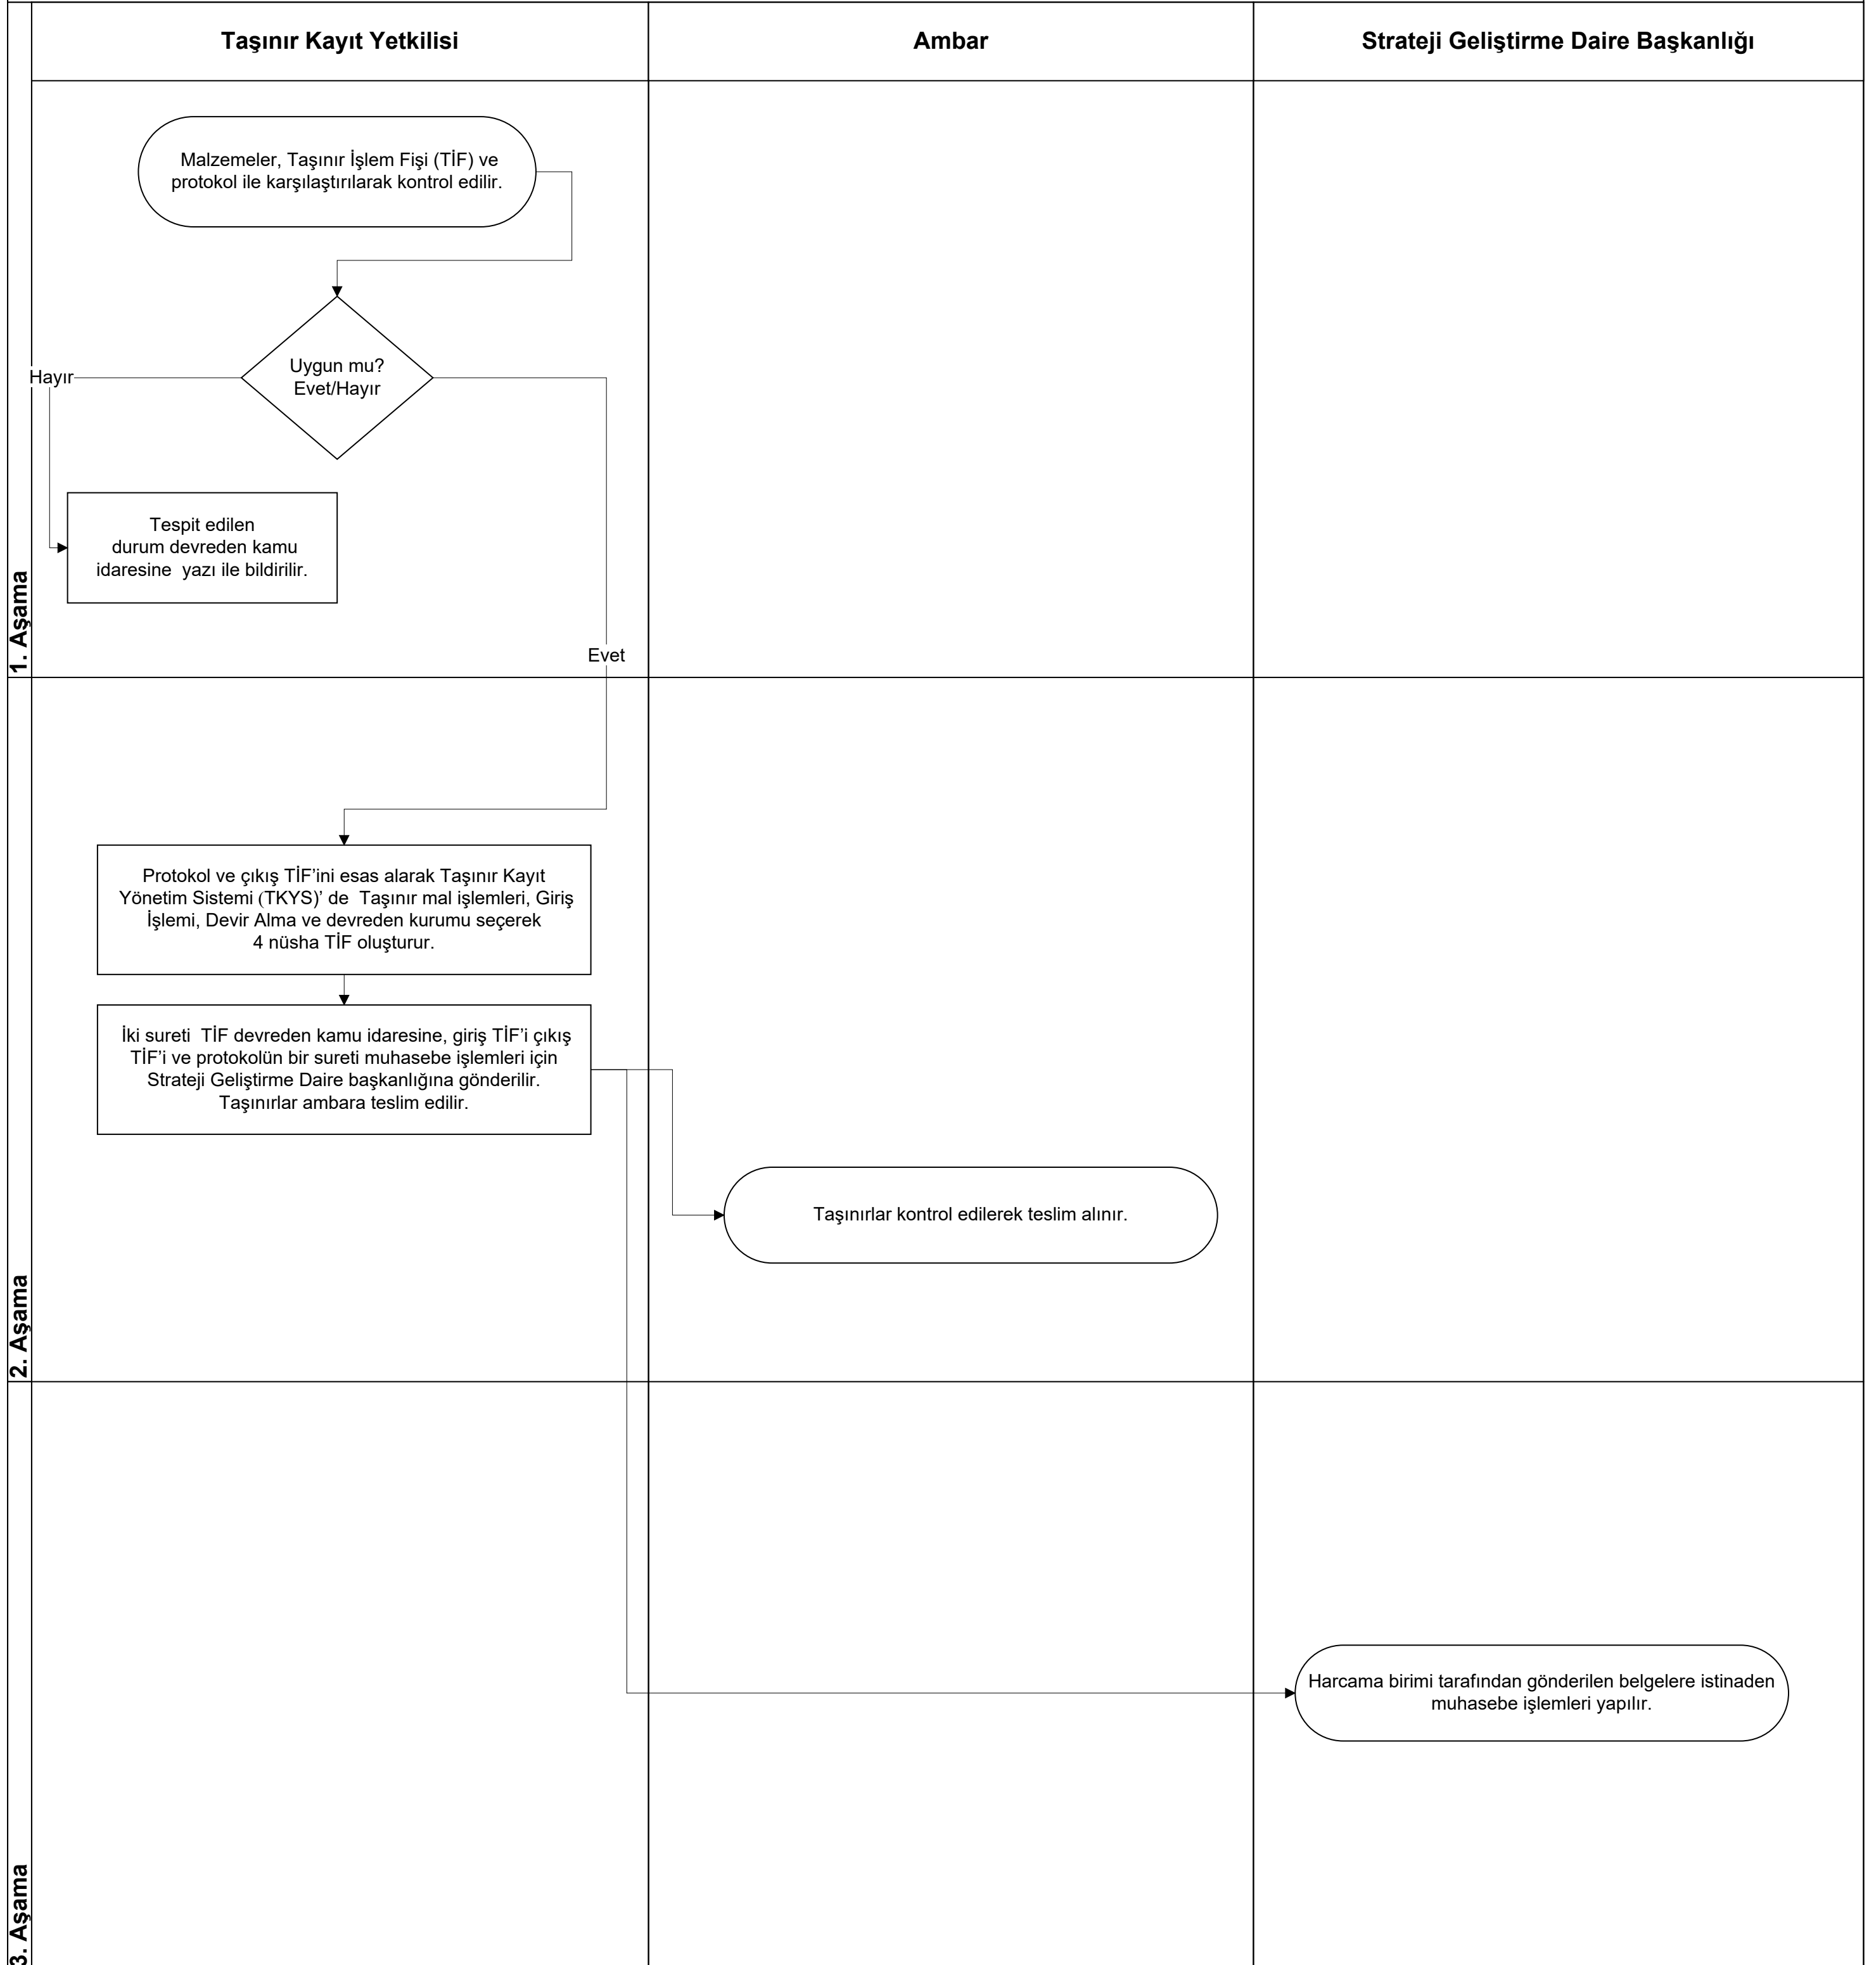 Taşınır Kayıt Yetkilisi
Ambar
Strateji Geliştirme Daire Başkanlığı
1. Aşama
Malzemeler, Taşınır İşlem Fişi (TİF) ve
protokol ile karşılaştırılarak kontrol edilir.
Uygun mu?
Evet/Hayır
Hayır
Tespit edilen
durum devreden kamu
idaresine  yazı ile bildirilir.
Evet
2. Aşama
Protokol ve çıkış TİF’ini esas alarak Taşınır Kayıt
Yönetim Sistemi (TKYS)’ de  Taşınır mal işlemleri, Giriş
İşlemi, Devir Alma ve devreden kurumu seçerek
4 nüsha TİF oluşturur.
İki sureti  TİF devreden kamu idaresine, giriş TİF’i çıkış
TİF’i ve protokolün bir sureti muhasebe işlemleri için
Strateji Geliştirme Daire başkanlığına gönderilir.
Taşınırlar ambara teslim edilir.
Taşınırlar kontrol edilerek teslim alınır.
3. Aşama
Harcama birimi tarafından gönderilen belgelere istinaden
muhasebe işlemleri yapılır.